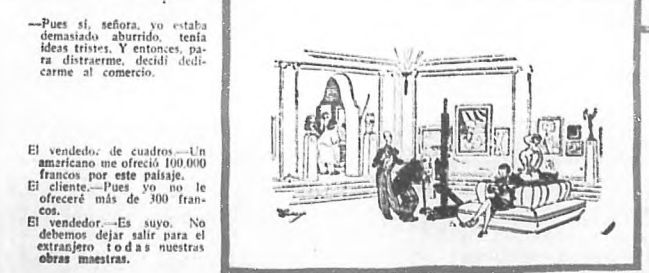 —Pues sí, señora, yo estaba
demasiado aburrido, tenía
ideas tristes. Y entonces, pa-
ra distraerme, decidí dedi-
carme al comercio.
El vendedor de cuadros.—Un
americano me ofreció 100.000
francos por este paisaje.
El cliente.—Pues yo no le
ofreceré más de 300 fran-
cos.
El vendedor.—Es suyo. No
debemos dejar salir para el
extranjero todas nuestras
obras maestras.